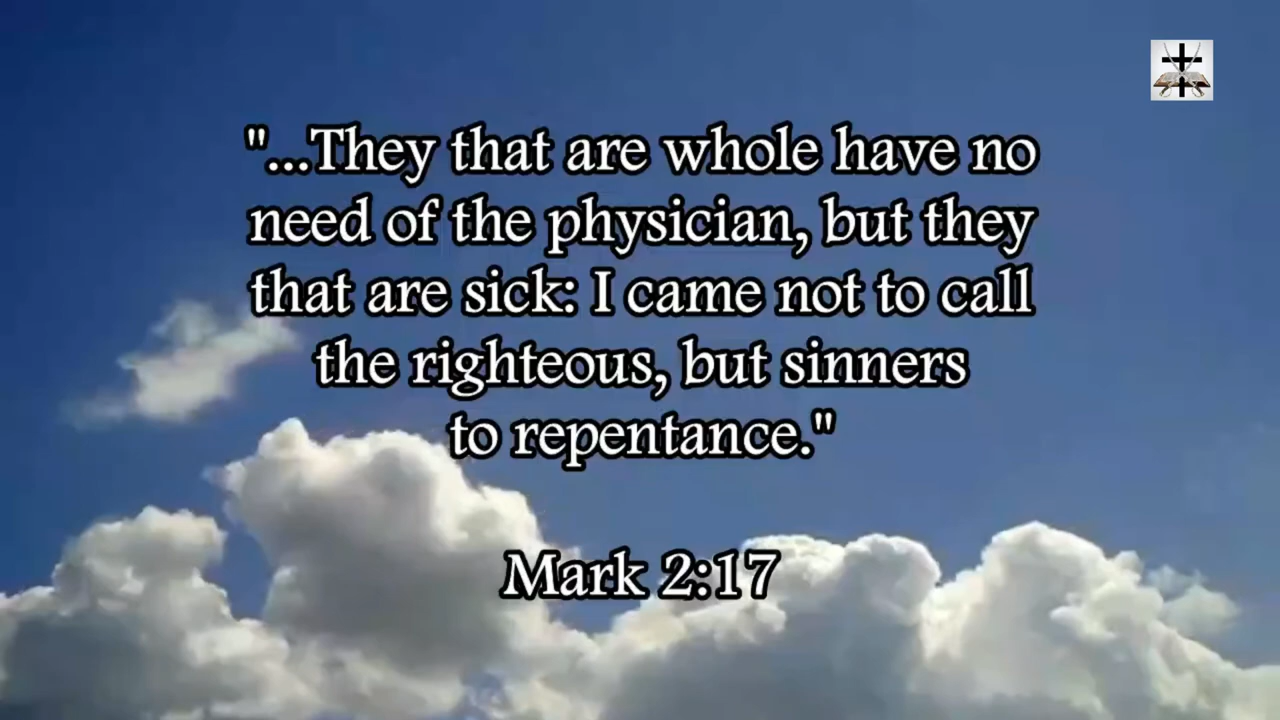 "...They that are whole have no
need of the physician, but they
that are sick: I came not to call
the righteous, but sinners
to repentance."
Mark 2:17